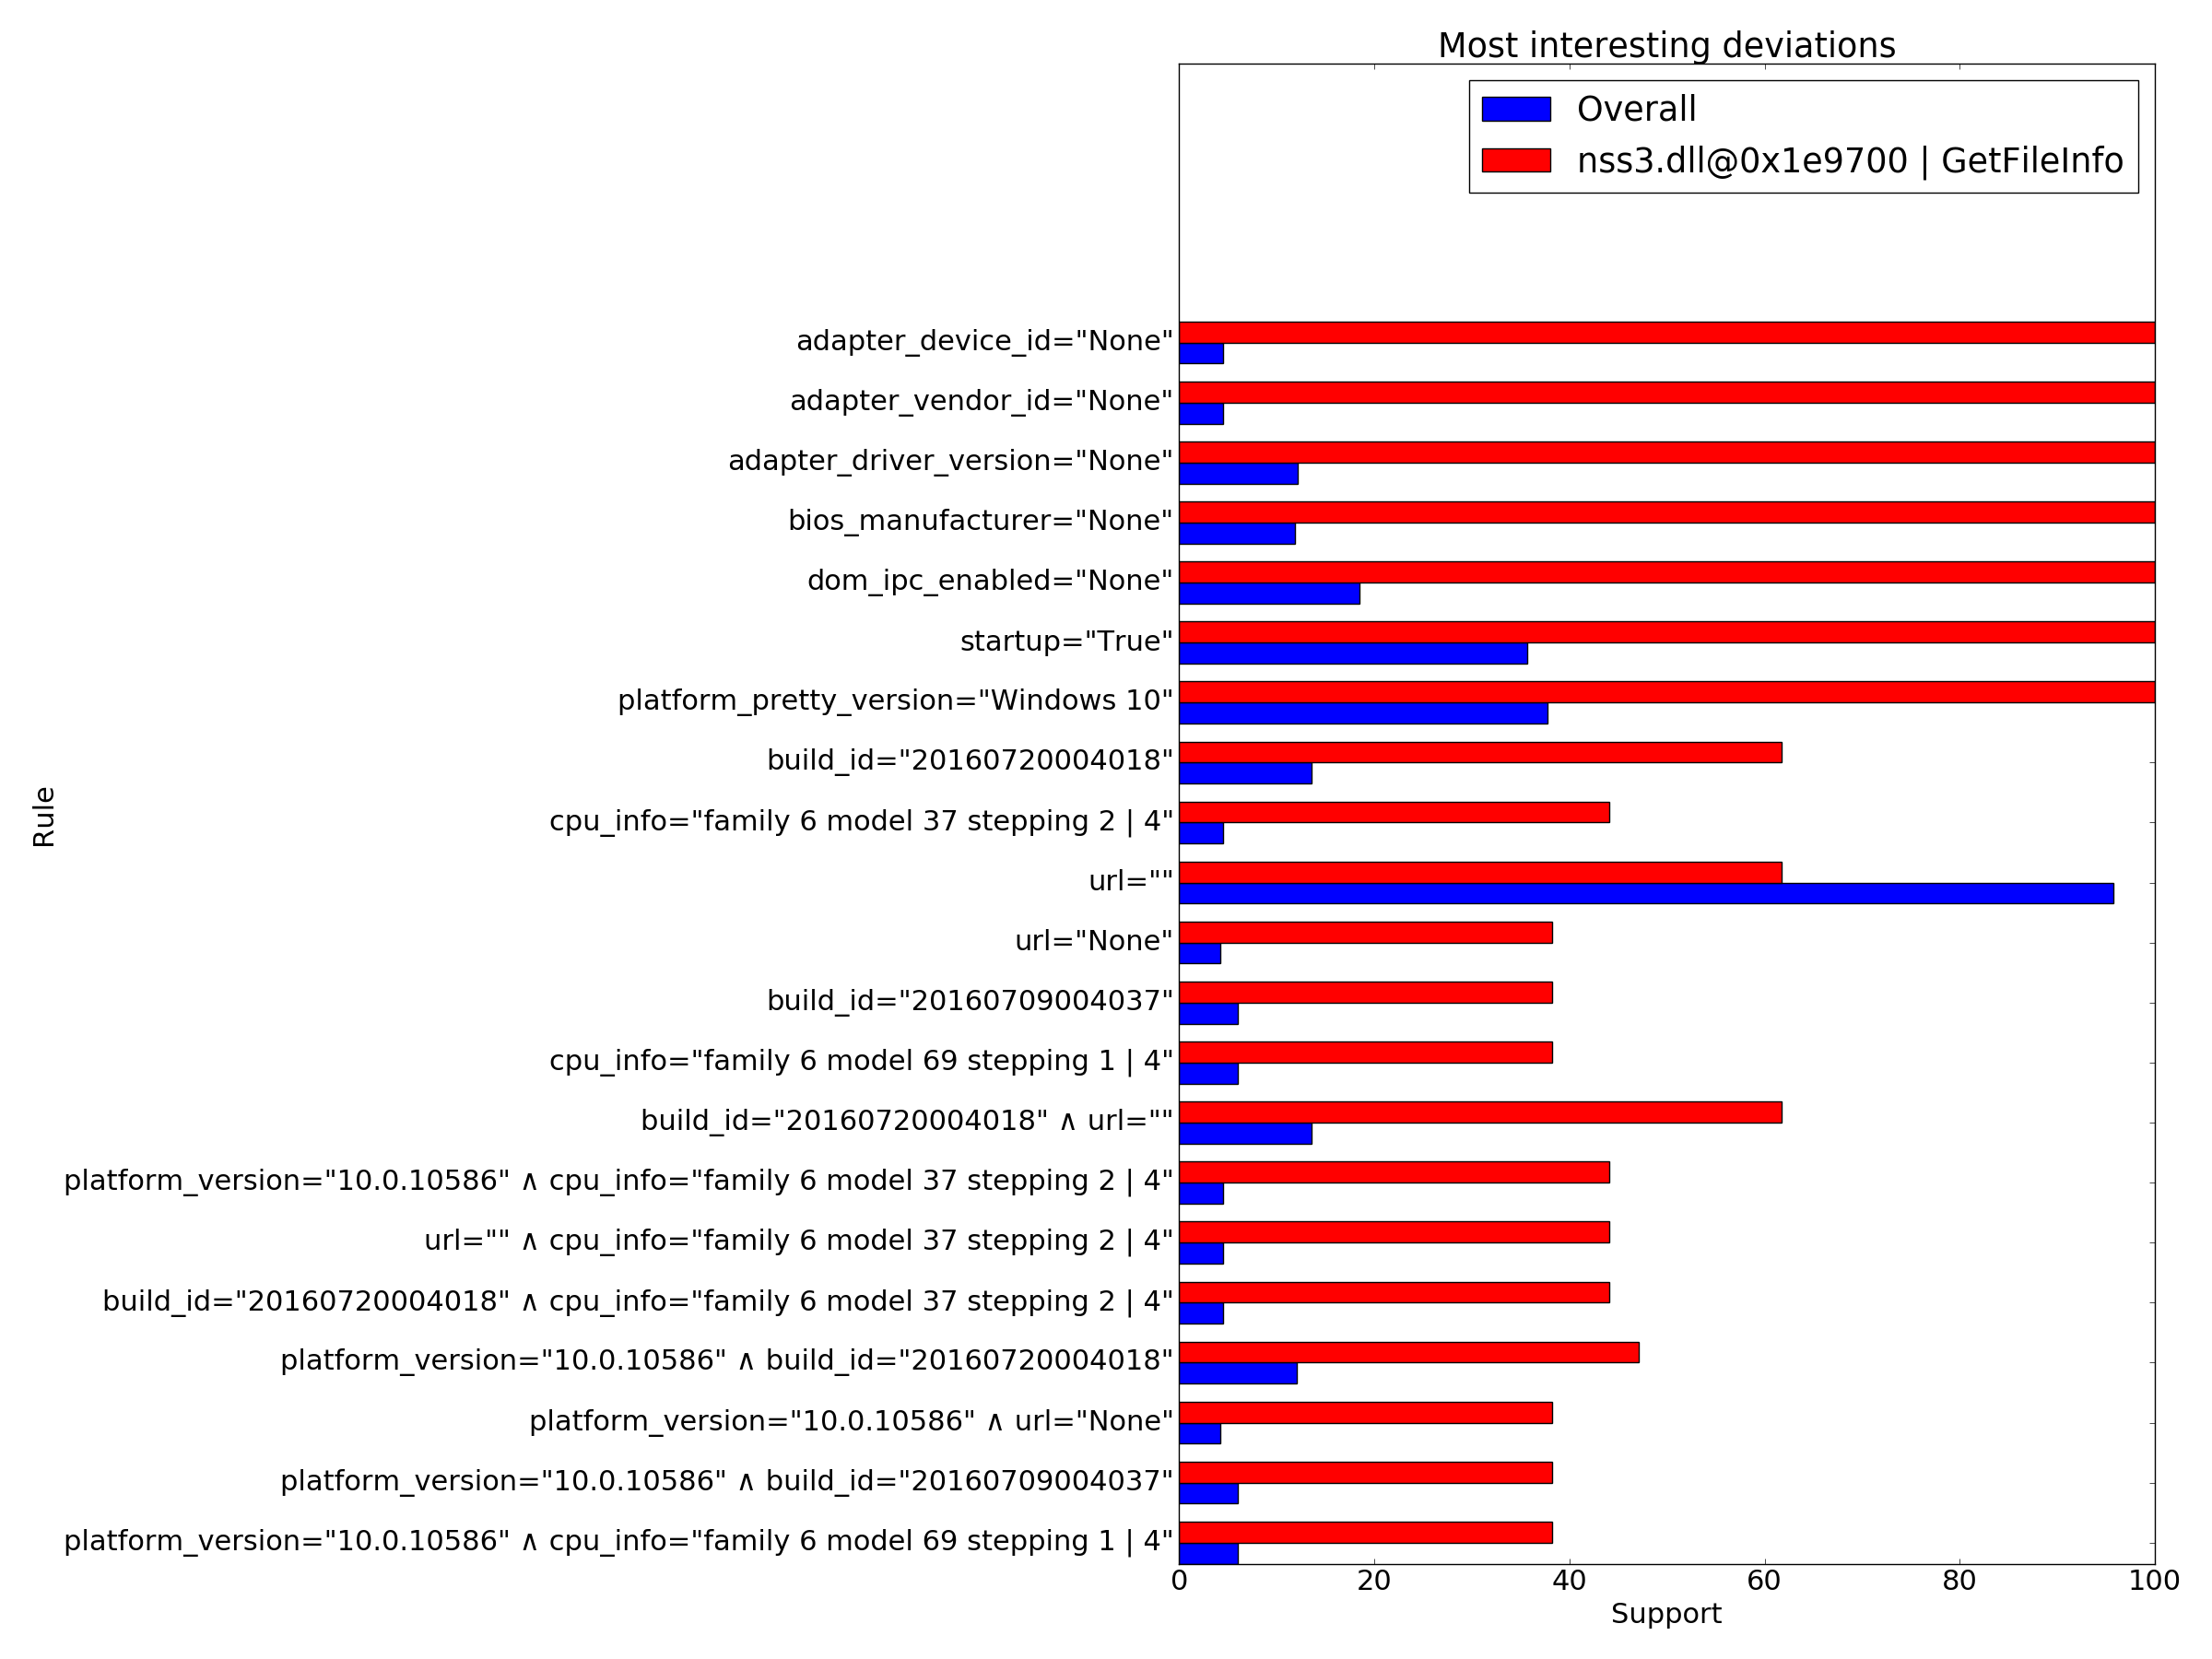 Most interesting deviations
Overall
nss3.dll@0x1e9700 | GetFileInfo
adapter_device_id="None"
adapter_vendor_id="None"
adapter_driver_version="None"
bios_manufacturer="None"
dom_ipc_enabled="None"
startup="True"
platform_pretty_version="Windows 10"
build_id="20160720004018"
cpu_info="family 6 model 37 stepping 2 | 4"
url=""
url="None"
build_id="20160709004037"
cpu_info="family 6 model 69 stepping 1 | 4"
build_id="20160720004018" ∧ url=""
platform_version="10.0.10586" ∧ cpu_info="family 6 model 37 stepping 2 | 4"
url="" ∧ cpu_info="family 6 model 37 stepping 2 | 4"
build_id="20160720004018" ∧ cpu_info="family 6 model 37 stepping 2 | 4"
platform_version="10.0.10586" ∧ build_id="20160720004018"
platform_version="10.0.10586" ∧ url="None"
platform_version="10.0.10586" ∧ build_id="20160709004037"
platform_version="10.0.10586" ∧ cpu_info="family 6 model 69 stepping 1 | 4"
Rule
0 20 40 60 80 100
Support